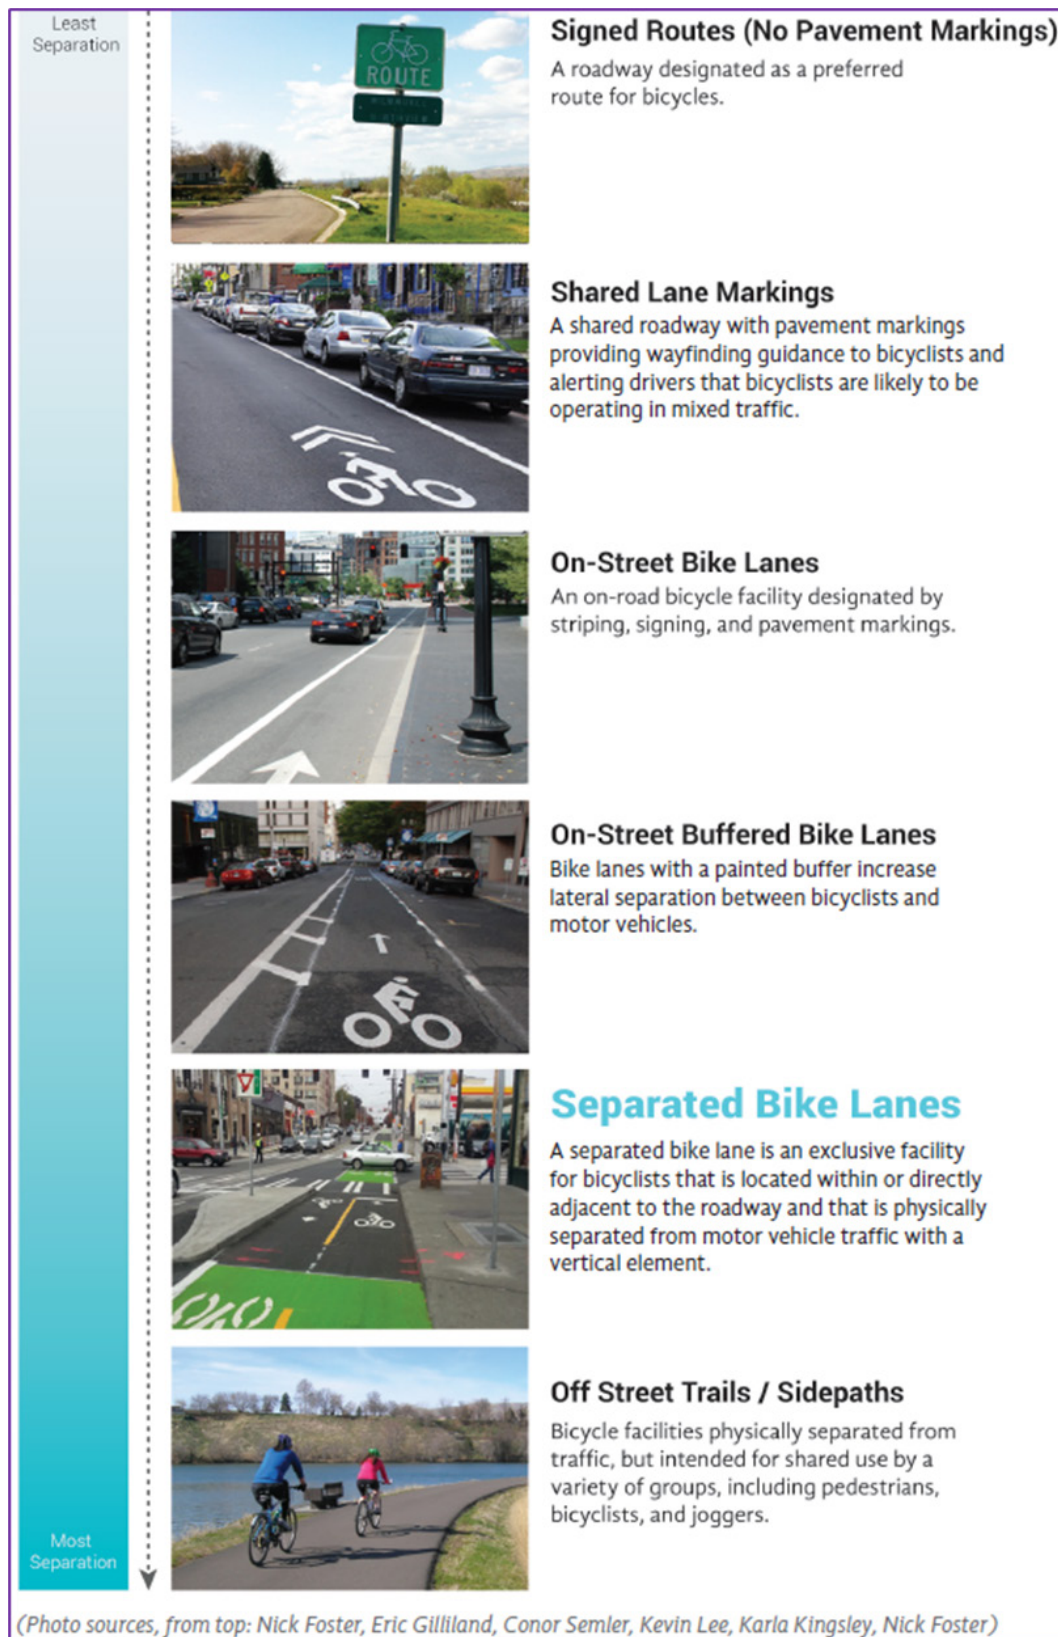 Least
Separation
ROUTE
Signed Routes (No Pavement Markings)
A roadway designated as a preferred
route for bicycles.
Shared Lane Markings
A shared roadway with pavement markings
providing wayfinding guidance to bicyclists and
alerting drivers that bicyclists are likely to be
operating in mixed traffic.
On-Street Bike Lanes
An on-road bicycle facility designated by
striping, signing, and pavement markings.
On-Street Buffered Bike Lanes
Bike lanes with a painted buffer increase
lateral separation between bicyclists and
motor vehicles.
Separated Bike Lanes
A separated bike lane is an exclusive facility
for bicyclists that is located within or directly
adjacent to the roadway and that is physically
separated from motor vehicle traffic with a
vertical element.
Off Street Trails / Sidepaths
Bicycle facilities physically separated from
traffic, but intended for shared use by a
variety of groups, including pedestrians,
bicyclists, and joggers.
Most
Separation
(Photo sources, from top: Nick Foster, Eric Gilliland, Conor Semler, Kevin Lee, Karla Kingsley, Nick Foster)